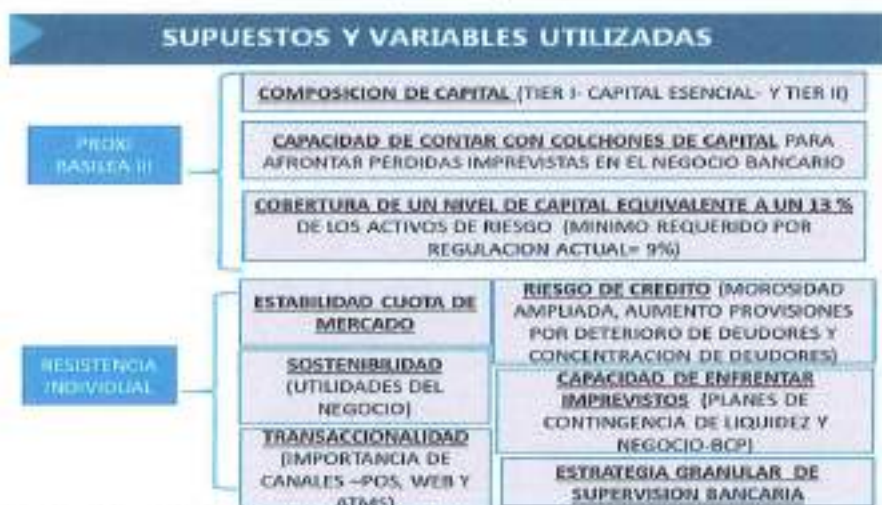 SUPUESTOS Y VARIABLES UTILIZADAS
PROXI
BASILEA III
COMPOSICION DE CAPITAL (TIER I- CAPITAL ESENCIAL- Y TIER II)
CAPACIDAD DE CONTAR CON COLCHONES DE CAPITAL PARA
AFRONTAR PERDIDAS IMPREVISTAS EN EL NEGOCIO BANCARIO
COBERTURA DE UN NIVEL DE CAPITAL EQUIVALENTE A UN 13 %
DE LOS ACTIVOS DE RIESGO (MINIMO REQUERIDO POR
REGULACION ACTUAL= 9%)
RESISTENCIA
INDIVIDUAL
ESTABILIDAD CUOTA DE
MERCADO
SOSTENIBILIDAD
(UTILIDADES DEL
NEGOCIO)
TRANSACCIONALIDAD
(IMPORTANCIA DE
CANALES –POS, WEB Y
ATMS)
RIESGO DE CREDITO (MOROSIDAD
AMPLIADA, AUMENTO PROVISIONES
POR DETERIORO DE DEUDORES Y
CONCENTRACION DE DEUDORES)
CAPACIDAD DE ENFRENTAR
IMPREVISTOS (PLANES DE
CONTINGENCIA DE LIQUIDEZ Y
NEGOCIO-BCP)
ESTRATEGIA GRANULAR DE
SUPERVISION BANCARIA